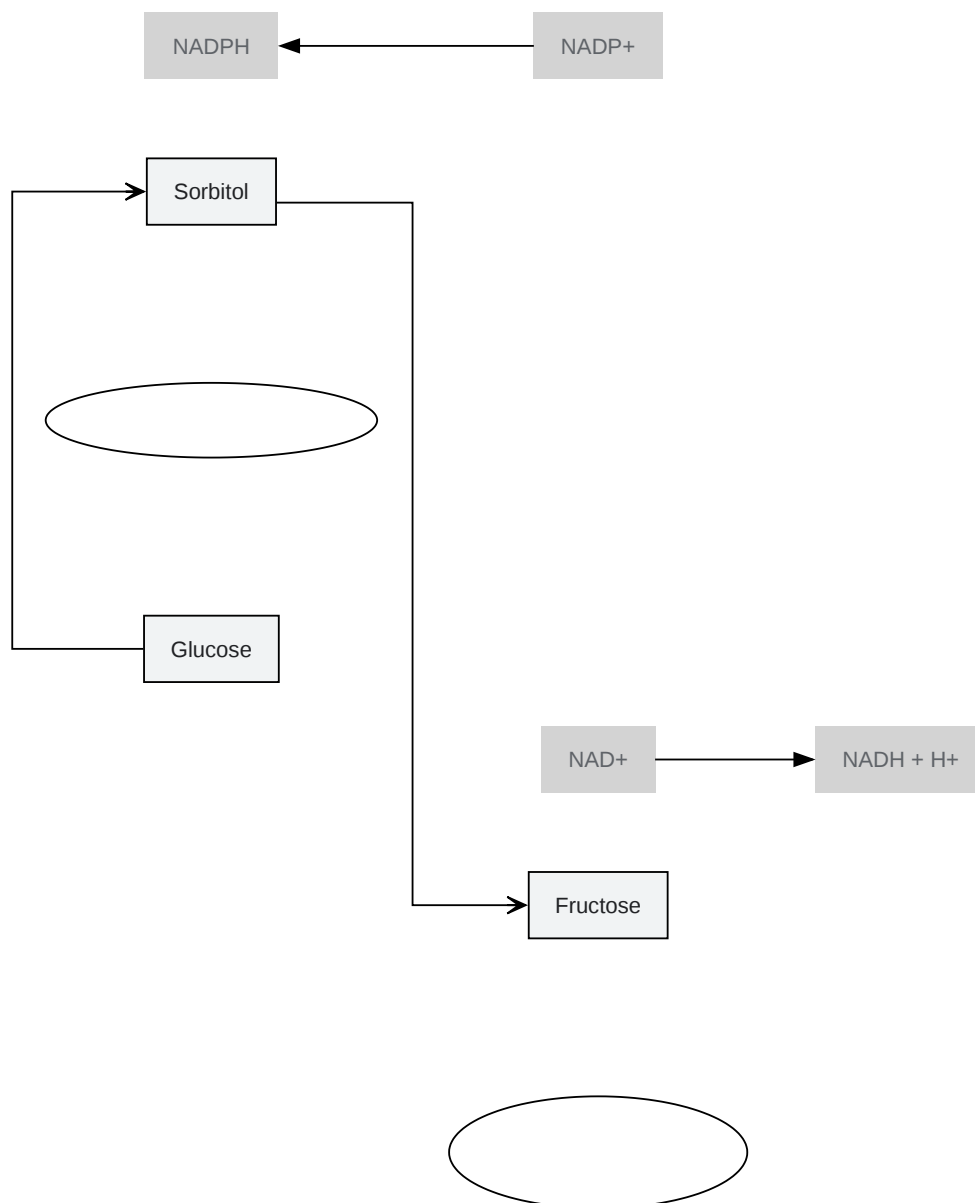 NADPH
NADP+
Sorbitol
Glucose
NAD+
NADH + H+
Fructose